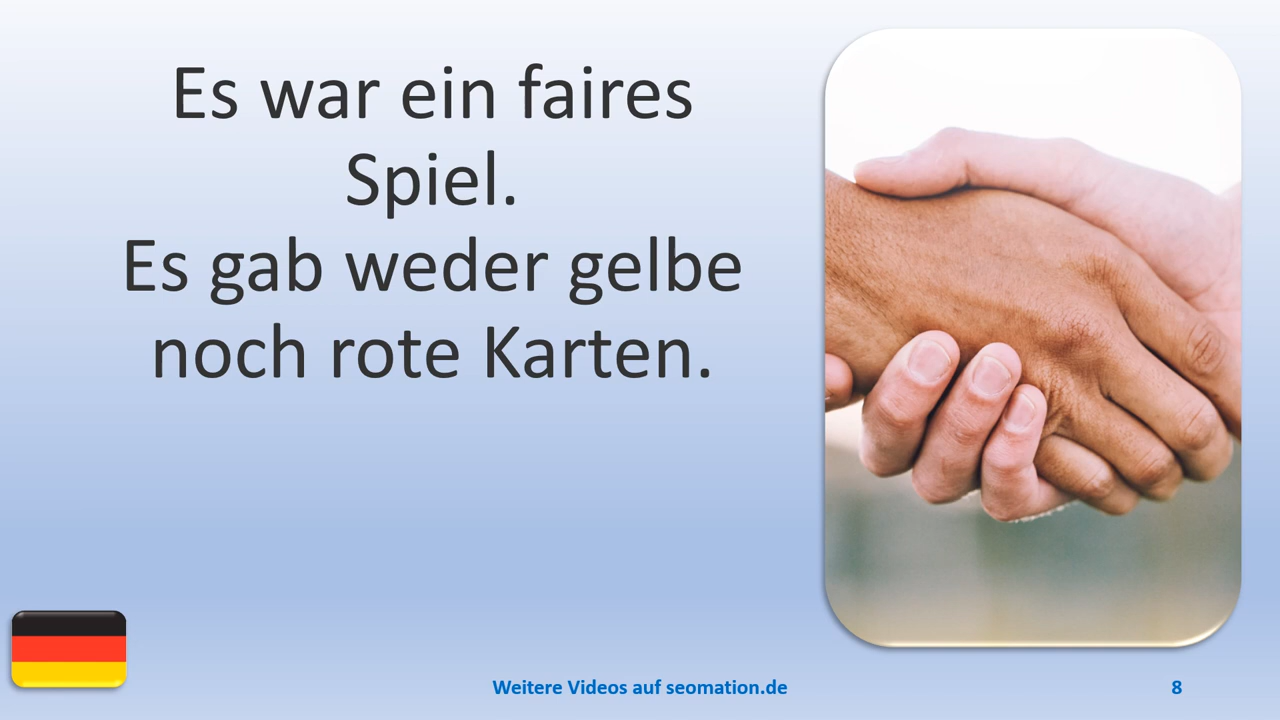 Es war ein faires
Spiel.
Es gab weder gelbe
noch rote Karten.
Weitere Videos auf seomation.de
8